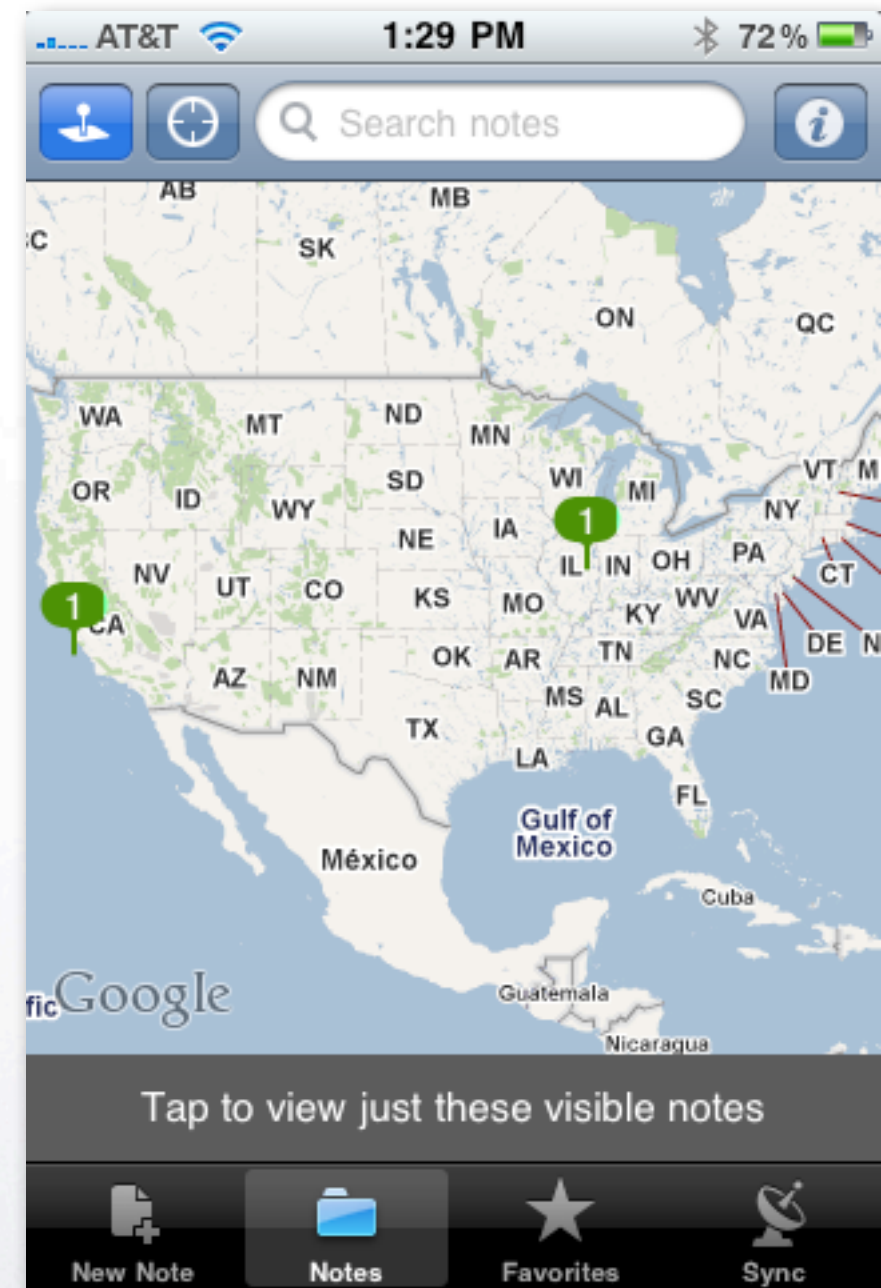 AT&T 1:29 PM 72%
Search notes
AB MB
C SK
ON QC
WA MT ND MN
OR ID WY SD WI MI NY VT M
1
NE IA IL IN OH PA CT
NV UT CO KS MO KY WV VA DE N
1
CA
AZ NM OK AR TN NC MD
MS AL SC
TX LA GA
FL
Gulf of
Mexico
México
Cuba
fic Google Guatemala
Nicaragua
Tap to view just these visible notes
New Note Notes Favorites Sync